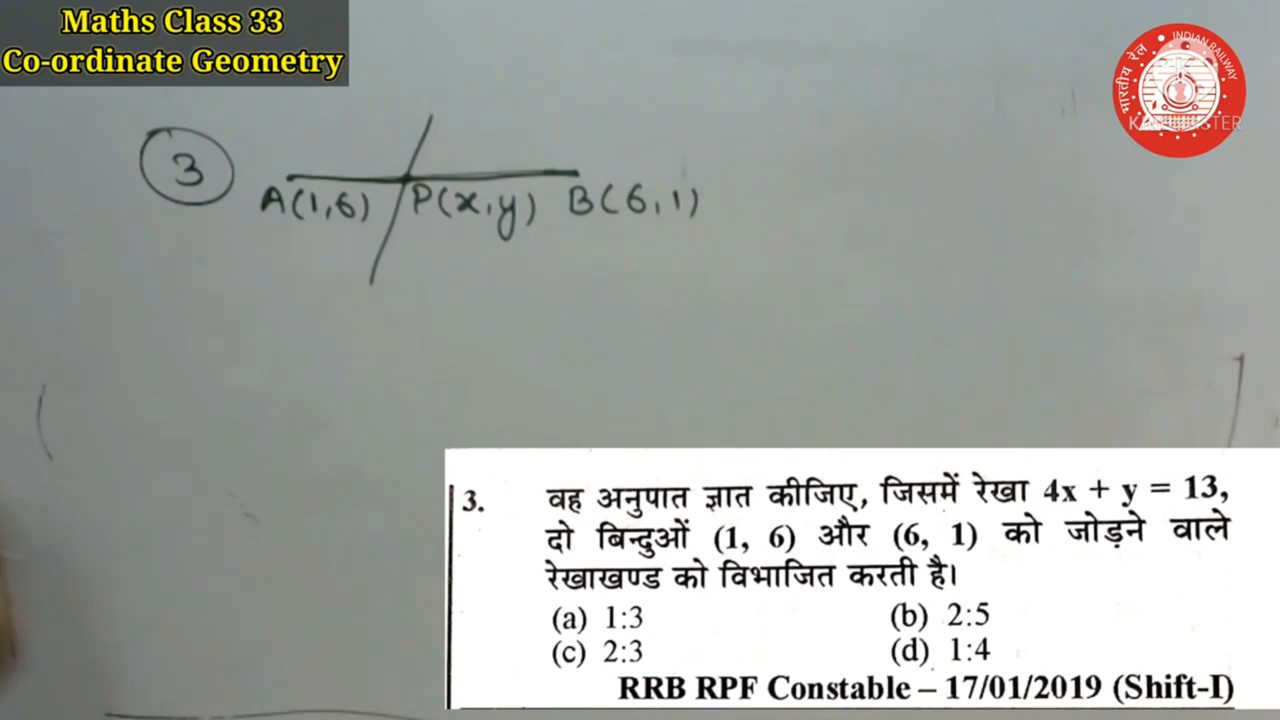 Maths Class 33
Co-ordinate Geometry
भारतीय रेल
INDIAN RAILWAY
3
A(1,6) P(x,y) B(6,1)
3. वह अनुपात ज्ञात कीजिए, जिसमें रेखा 4x + y = 13,
दो बिन्दुओं (1, 6) और (6, 1) को जोड़ने वाले
रेखाखण्ड को विभाजित करती है।
(a) 1:3 (b) 2:5
(c) 2:3 (d) 1:4
RRB RPF Constable – 17/01/2019 (Shift-I)